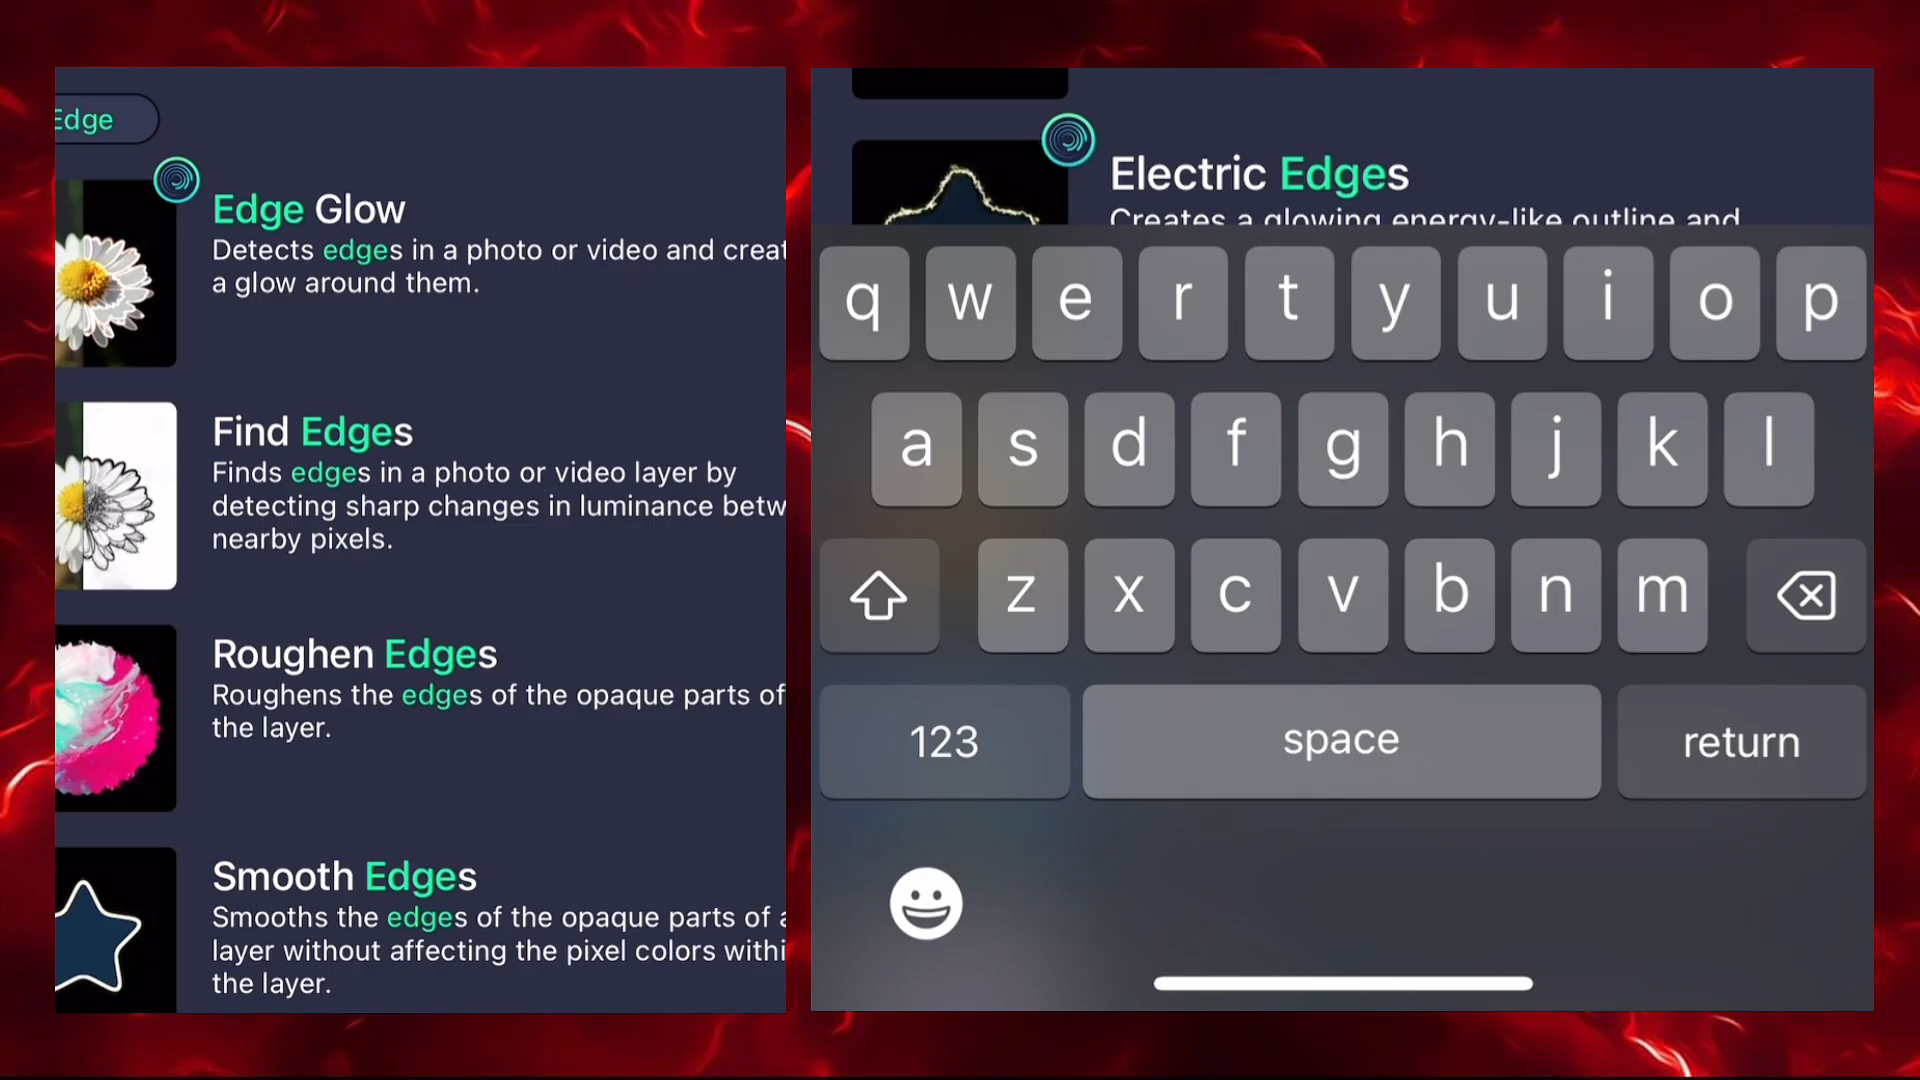 Edge
Edge Glow
Detects edges in a photo or video and creat
a glow around them.
Find Edges
Finds edges in a photo or video layer by
detecting sharp changes in luminance betw
nearby pixels.
Roughen Edges
Roughens the edges of the opaque parts of
the layer.
Smooth Edges
Smooths the edges of the opaque parts of a
layer without affecting the pixel colors withi
the layer.
Electric Edges
Creates a glowing energy-like outline and
q w e r t y u i o p
a s d f g h j k l
z x c v b n m
123 space return